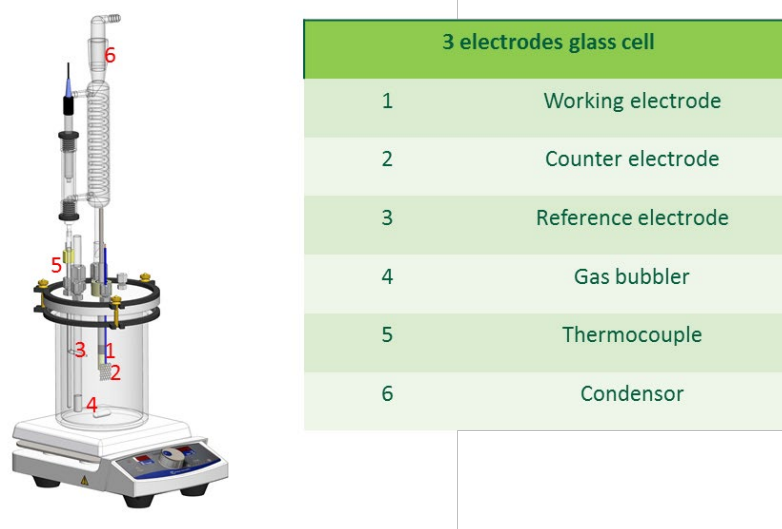 6
5
3
1
2
4
3 electrodes glass cell
1 Working electrode
2 Counter electrode
3 Reference electrode
4 Gas bubbler
5 Thermocouple
6 Condensor